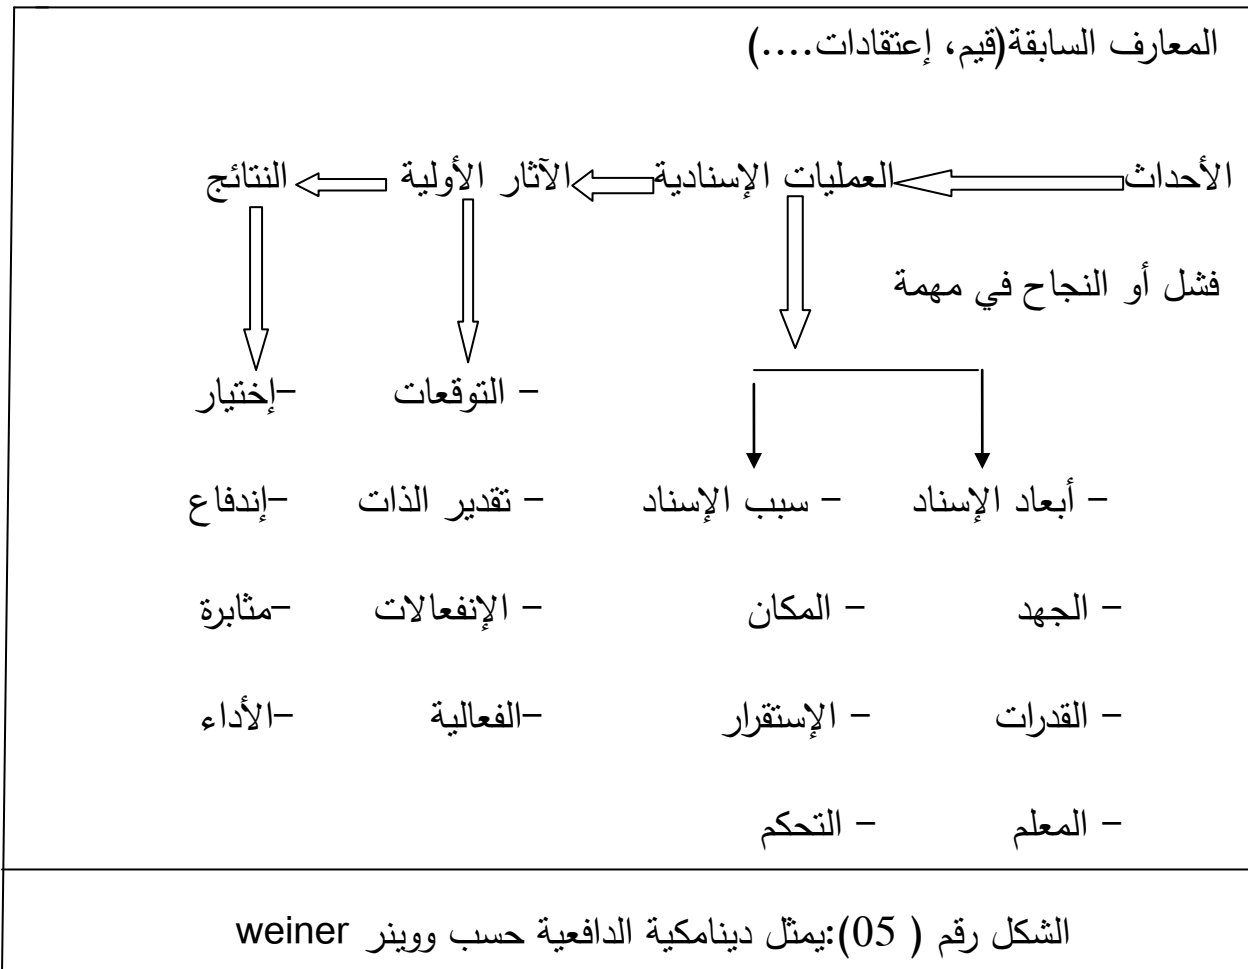 المعارف السابقة(قيم، إعتقادات....)
الأحداث العمليات الإسنادية الآثار الأولية النتائج
فشل أو النجاح في مهمة
- التوقعات -إختيار
- أبعاد الإسناد - سبب الإسناد - تقدير الذات -إندفاع
- الجهد - المكان - الإنفعالات -مثابرة
- القدرات - الإستقرار -الفعالية -الأداء
- المعلم - التحكم
الشكل رقم ( 05):يمثل دينامكية الدافعية حسب ووينر weiner